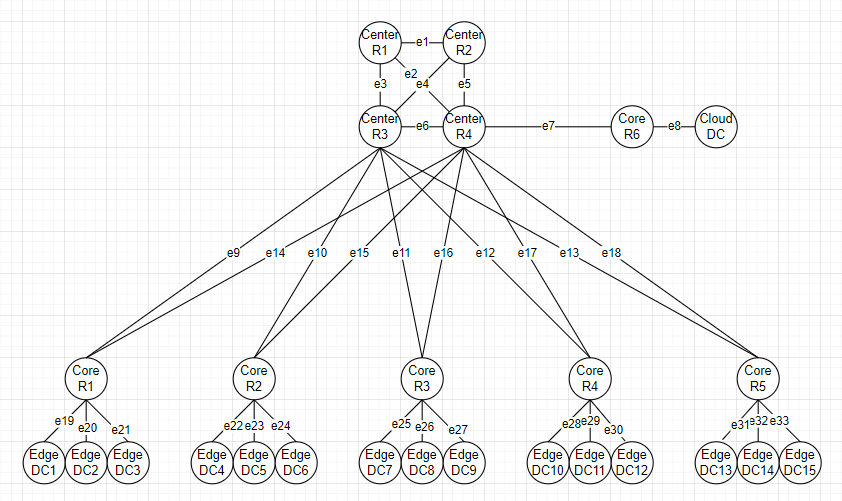 Center
R1
e1
Center
R2
e2
e3
e4
e5
Center
R3
e6
Center
R4
e7
Core
R6
e8
Cloud
DC
e9
e14
e10
e15
e11
e16
e12
e17
e13
e18
Core
R1
Core
R2
Core
R3
Core
R4
Core
R5
e19
e20
e21
e22
e23
e24
e25
e26
e27
e28
e29
e30
e31
e32
e33
Edge
DC1
Edge
DC2
Edge
DC3
Edge
DC4
Edge
DC5
Edge
DC6
Edge
DC7
Edge
DC8
Edge
DC9
Edge
DC10
Edge
DC11
Edge
DC12
Edge
DC13
Edge
DC14
Edge
DC15